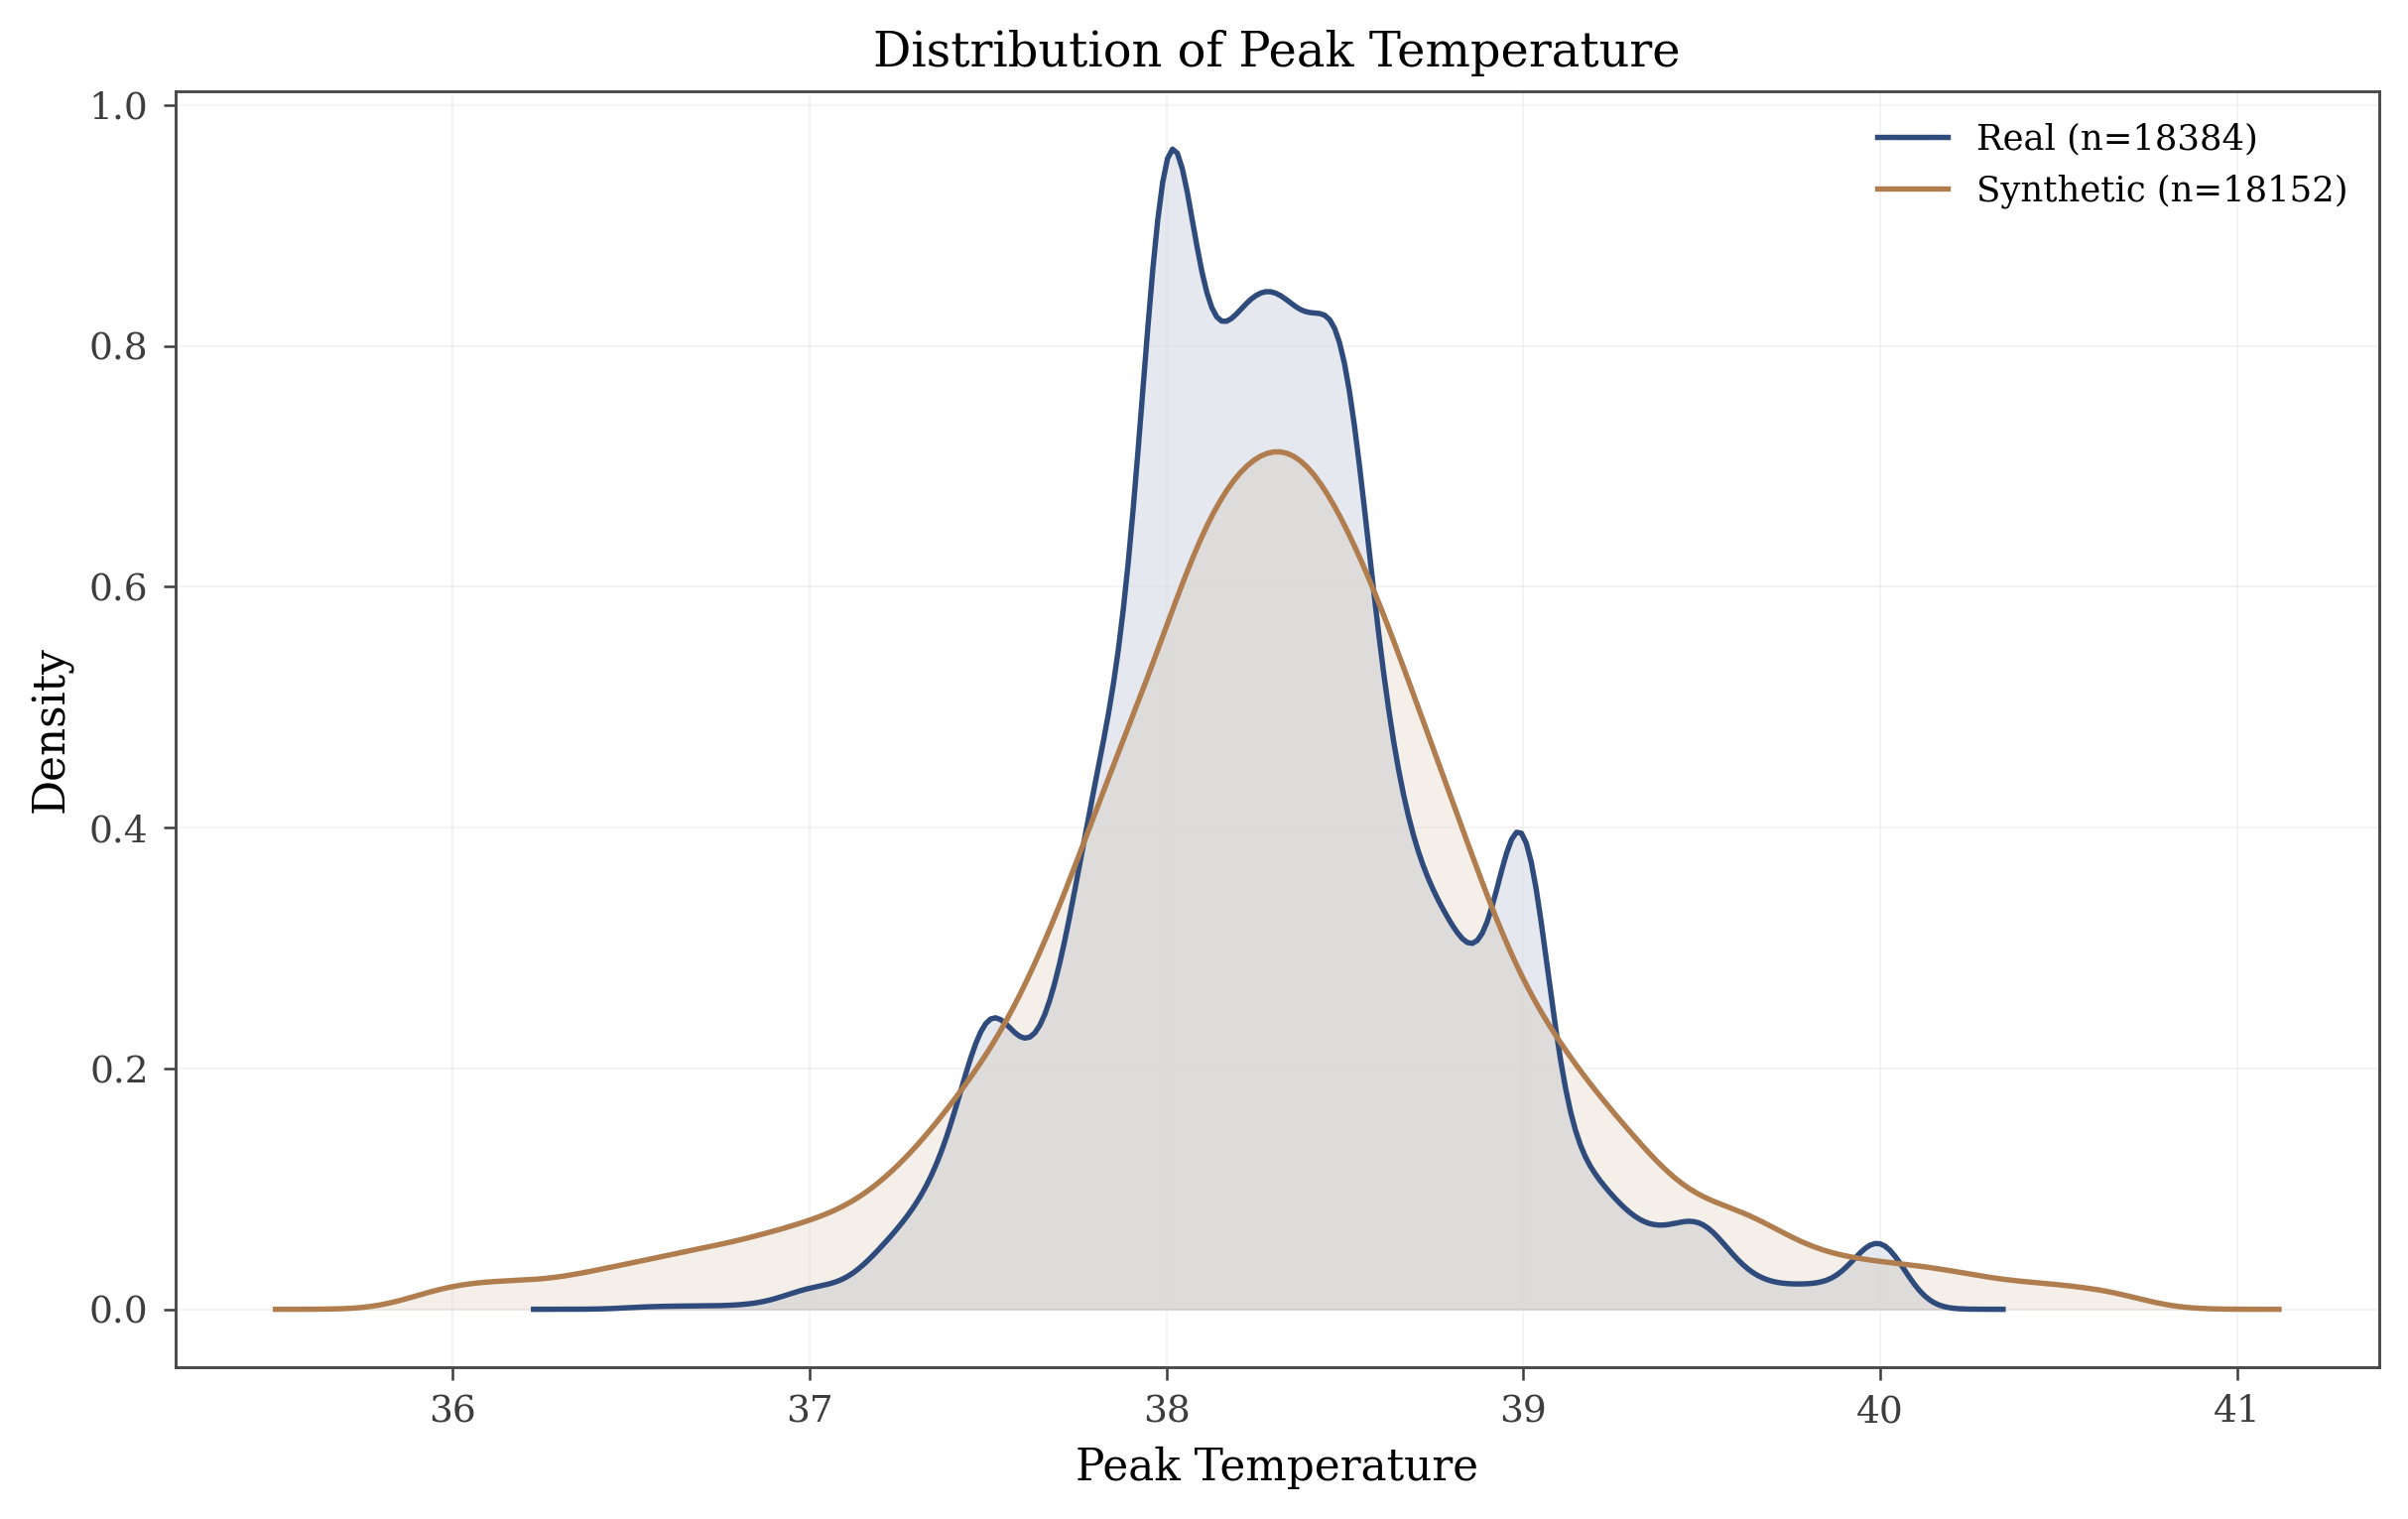 Distribution of Peak Temperature
1.0
Real (n=18384)
Synthetic (n=18152)
0.8
0.6
Density
0.4
0.2
0.0
36 37 38 39 40 41
Peak Temperature